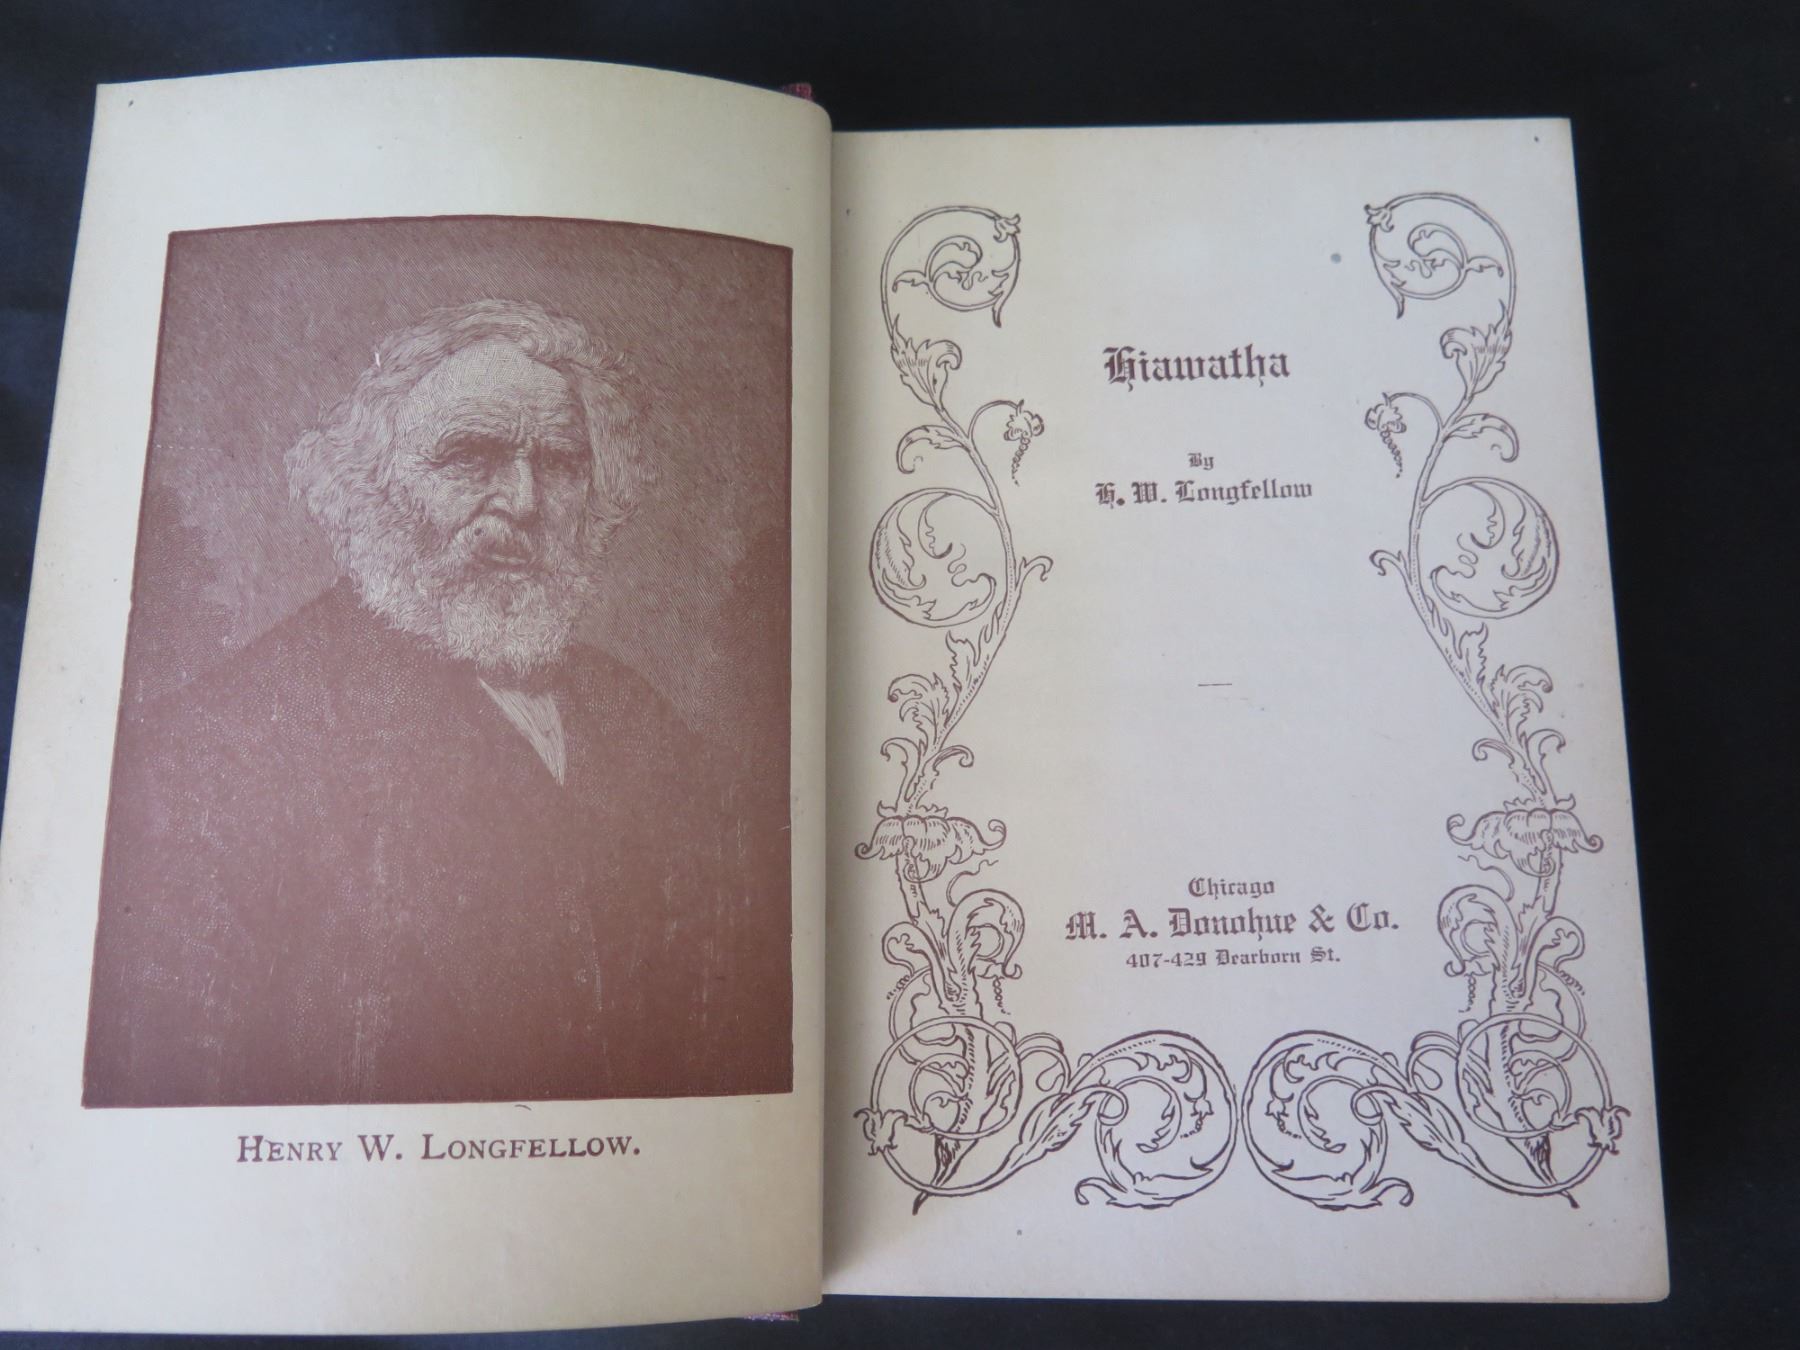 HENRY W. LONGFELLOW.
Hiawatha
By
H. W. Longfellow
Chicago
M. A. Donohue & Co.
407-429 Dearborn St.